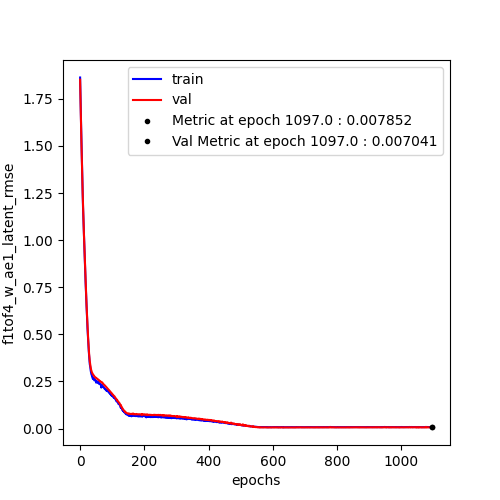 train
val
Metric at epoch 1097.0 : 0.007852
Val Metric at epoch 1097.0 : 0.007041
f1tof4_w_ae1_latent_rmse
1.75
1.50
1.25
1.00
0.75
0.50
0.25
0.00
0 200 400 600 800 1000
epochs